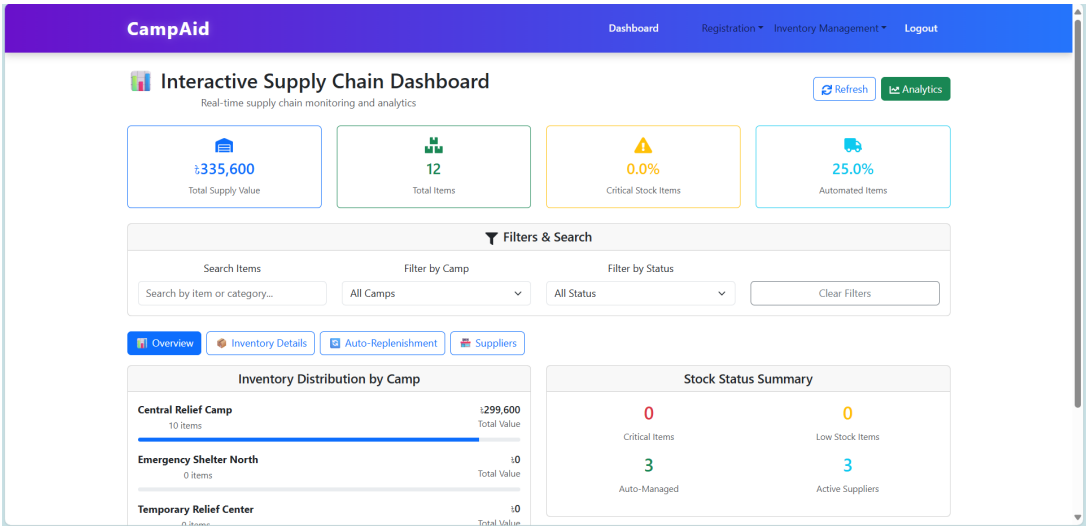 CampAid
Dashboard Registration Inventory Management Logout
Interactive Supply Chain Dashboard
Real-time supply chain monitoring and analytics
Refresh Analytics
৳335,600
Total Supply Value
12
Total Items
0.0%
Critical Stock Items
25.0%
Automated Items
Filters & Search
Search Items
Search by item or category...
Filter by Camp
All Camps
Filter by Status
All Status
Clear Filters
Overview Inventory Details Auto-Replenishment Suppliers
Inventory Distribution by Camp
Central Relief Camp ৳299,600
10 items Total Value
Emergency Shelter North ৳0
0 items Total Value
Temporary Relief Center ৳0
0 items Total Value
Stock Status Summary
0
Critical Items
0
Low Stock Items
3
Auto-Managed
3
Active Suppliers